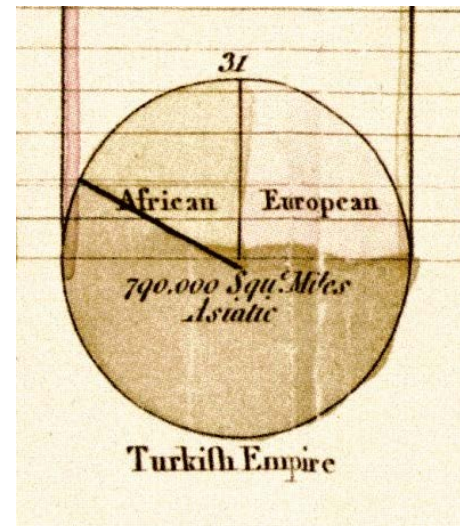 31
African European
790.000 Squ.ͤ Miles
Asiatic
Turkiſh Empire